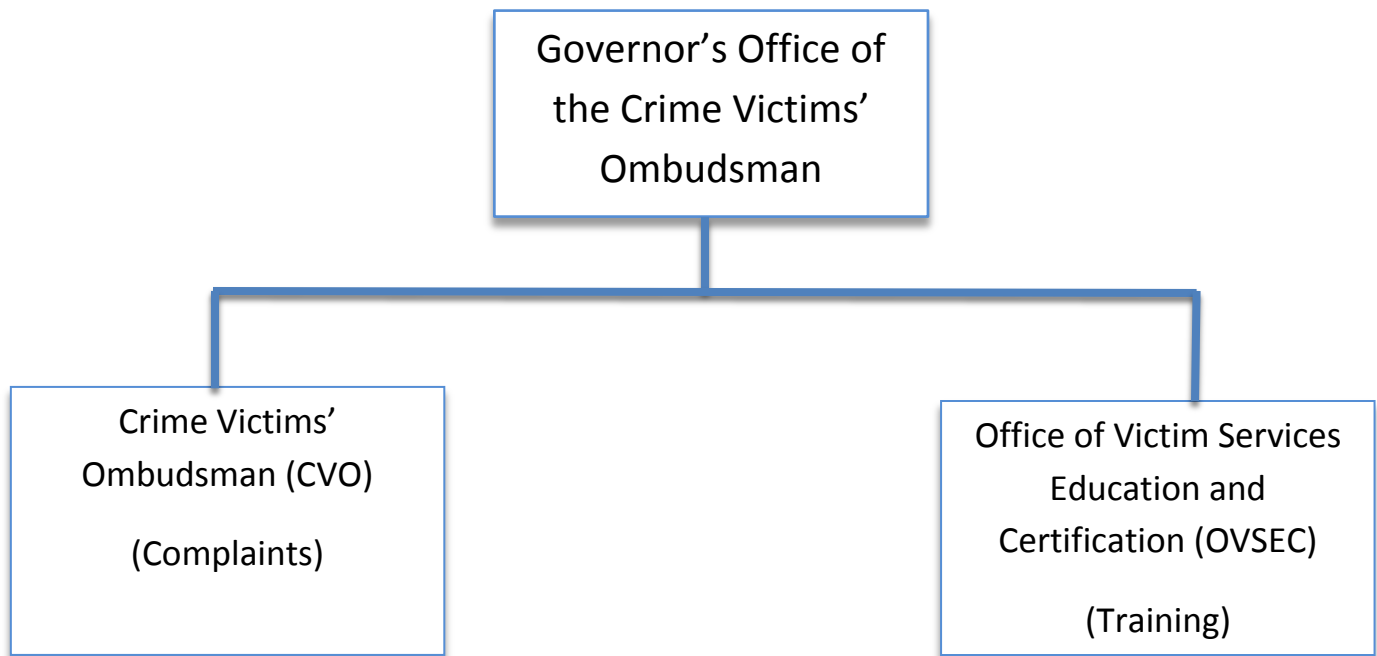 Governor’s Office of
the Crime Victims’
Ombudsman
Crime Victims’
Ombudsman (CVO)
(Complaints)
Office of Victim Services
Education and
Certification (OVSEC)
(Training)